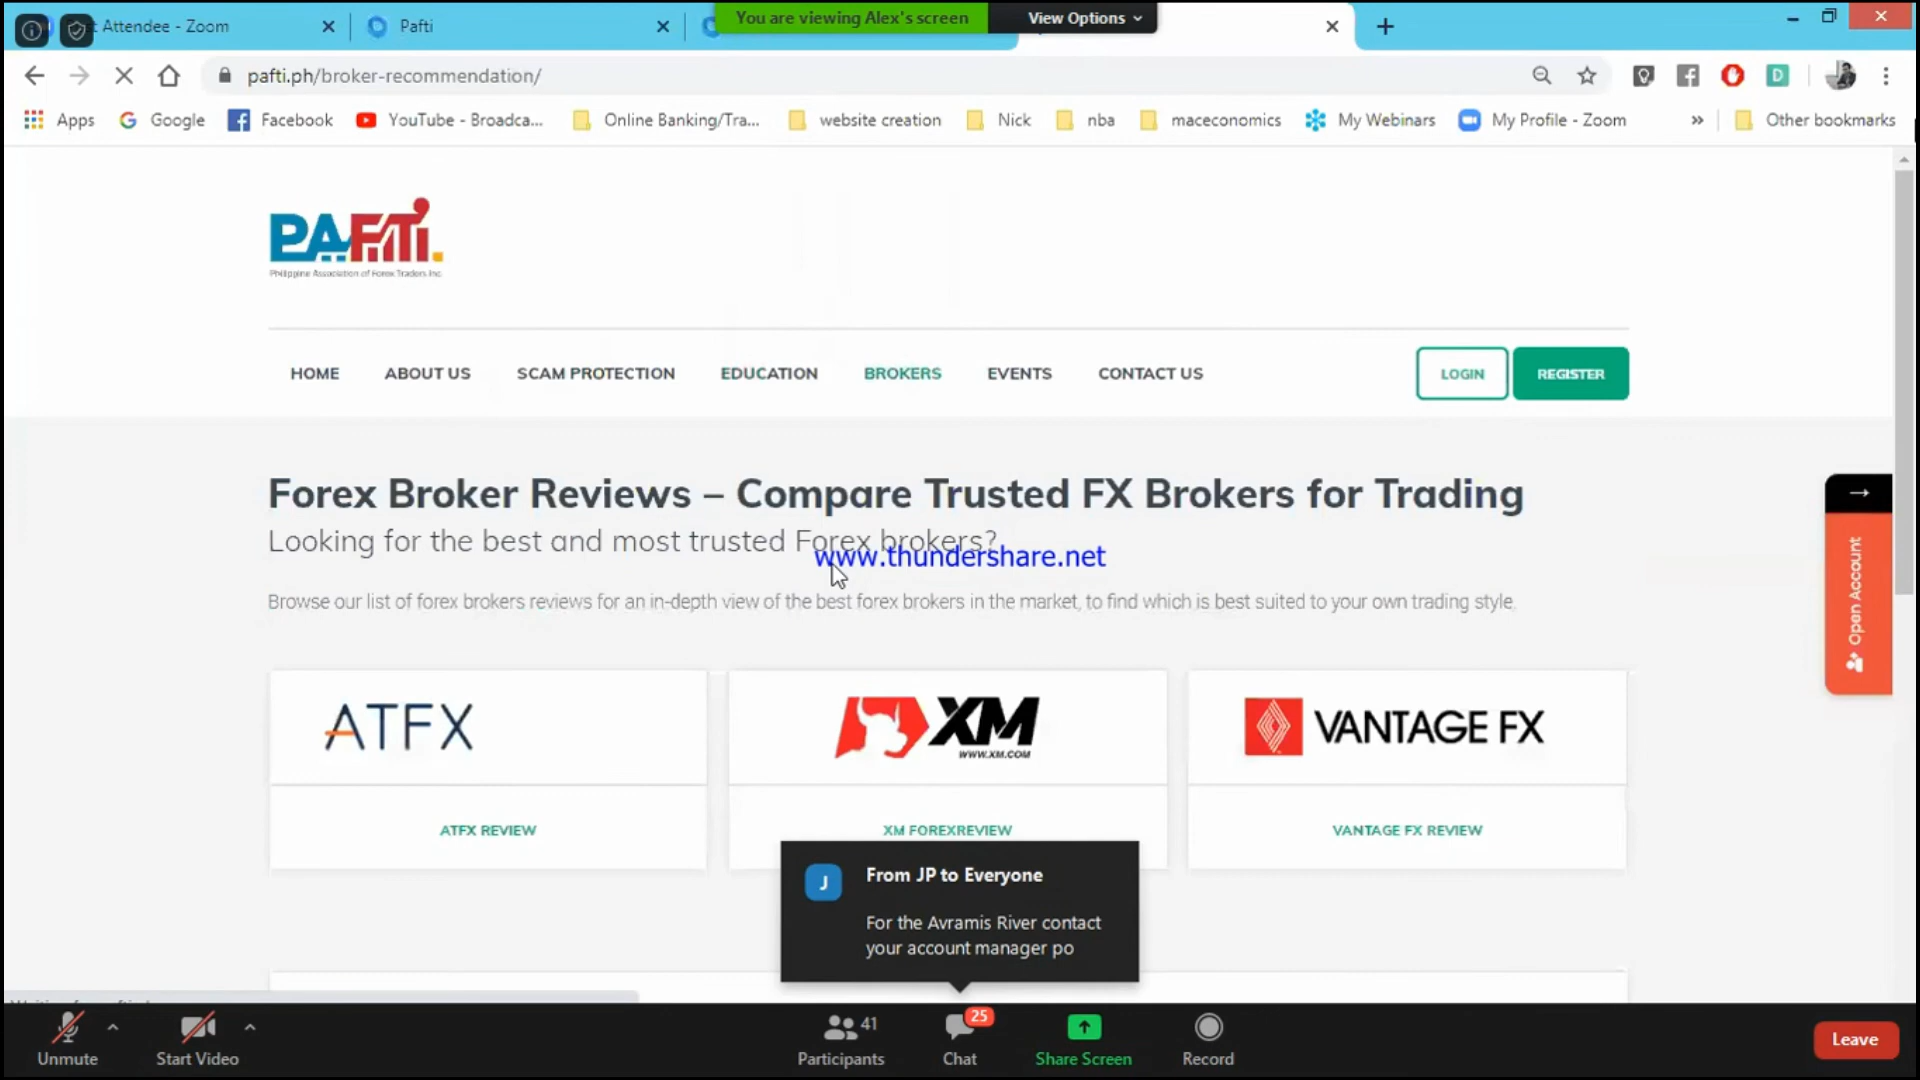 Attendee - Zoom
Pafti
You are viewing Alex's screen
View Options
pafti.ph/broker-recommendation/
D
Apps
Google
Facebook
YouTube - Broadca...
Online Banking/Tra...
website creation
Nick
nba
maceconomics
My Webinars
My Profile - Zoom
»
Other bookmarks
PAFTi.
Philippine Association of Forex Traders Inc.
HOME
ABOUT US
SCAM PROTECTION
EDUCATION
BROKERS
EVENTS
CONTACT US
LOGIN
REGISTER
Forex Broker Reviews – Compare Trusted FX Brokers for Trading
Looking for the best and most trusted Forex brokers?
www.thundershare.net
Browse our list of forex brokers reviews for an in-depth view of the best forex brokers in the market, to find which is best suited to your own trading style.
Open Account
ATFX
XM
WWW.XM.COM
VANTAGE FX
ATFX REVIEW
XM FOREXREVIEW
VANTAGE FX REVIEW
J
From JP to Everyone
For the Avramis River contact
your account manager po
Unmute
Start Video
41
Participants
25
Chat
Share Screen
Record
Leave